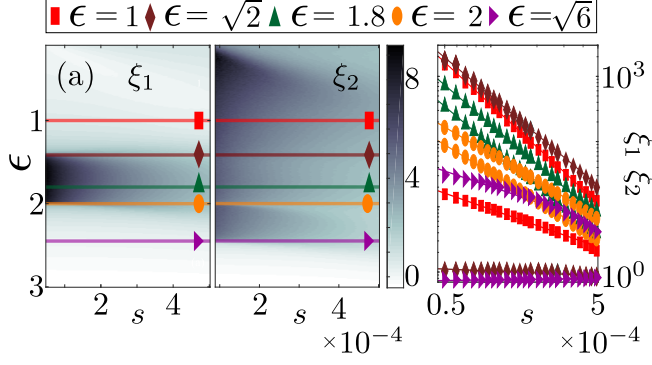 ϵ = 1 ϵ = √2 ϵ = 1.8 ϵ = 2 ϵ=√6
(a) ξ₁ ξ₂
ϵ
1
2
3
2 s 4
2 s 4
×10⁻⁴
8
4
0
10³
ξ₁ ξ₂
10⁰
0.5 s 5
×10⁻⁴